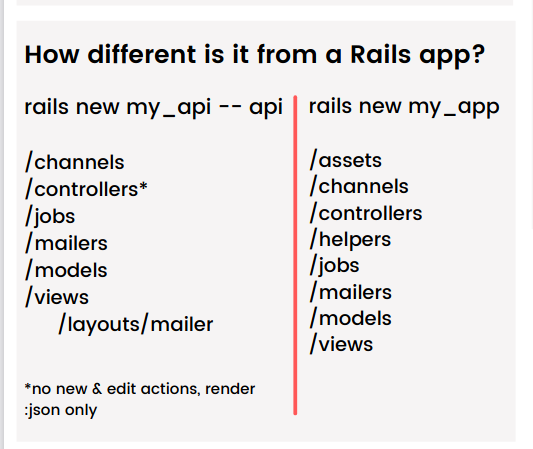 How different is it from a Rails app?
rails new my_api -- api
/channels
/controllers*
/jobs
/mailers
/models
/views
/layouts/mailer
*no new & edit actions, render
:json only
rails new my_app
/assets
/channels
/controllers
/helpers
/jobs
/mailers
/models
/views